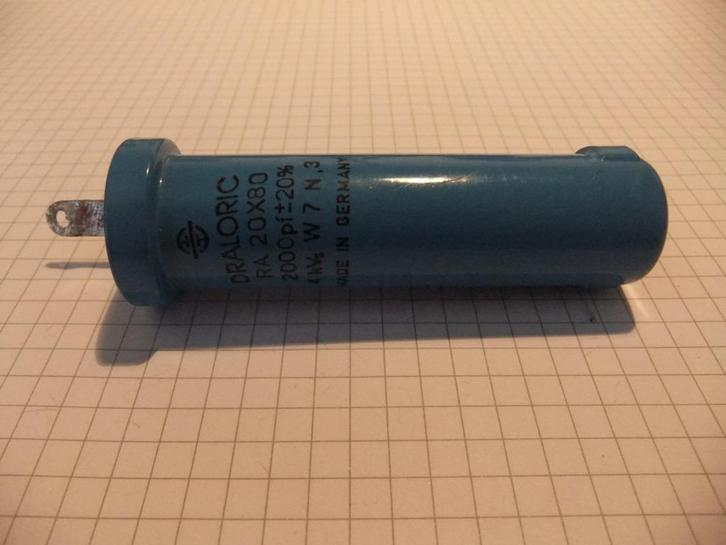 DRALORIC
RA 20X80
2000pf±20%
4kV W 7 N,3
MADE IN GERMANY